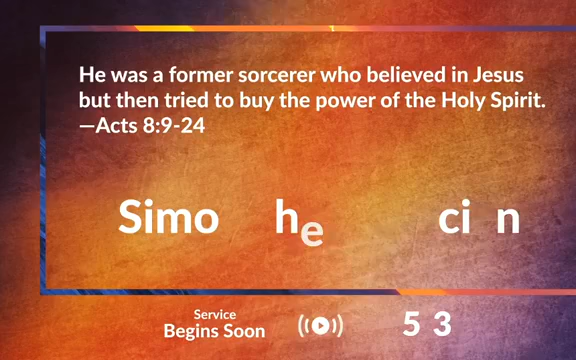 He was a former sorcerer who believed in Jesus
but then tried to buy the power of the Holy Spirit.
—Acts 8:9-24
Simo he ci n
Service
Begins Soon
5 3